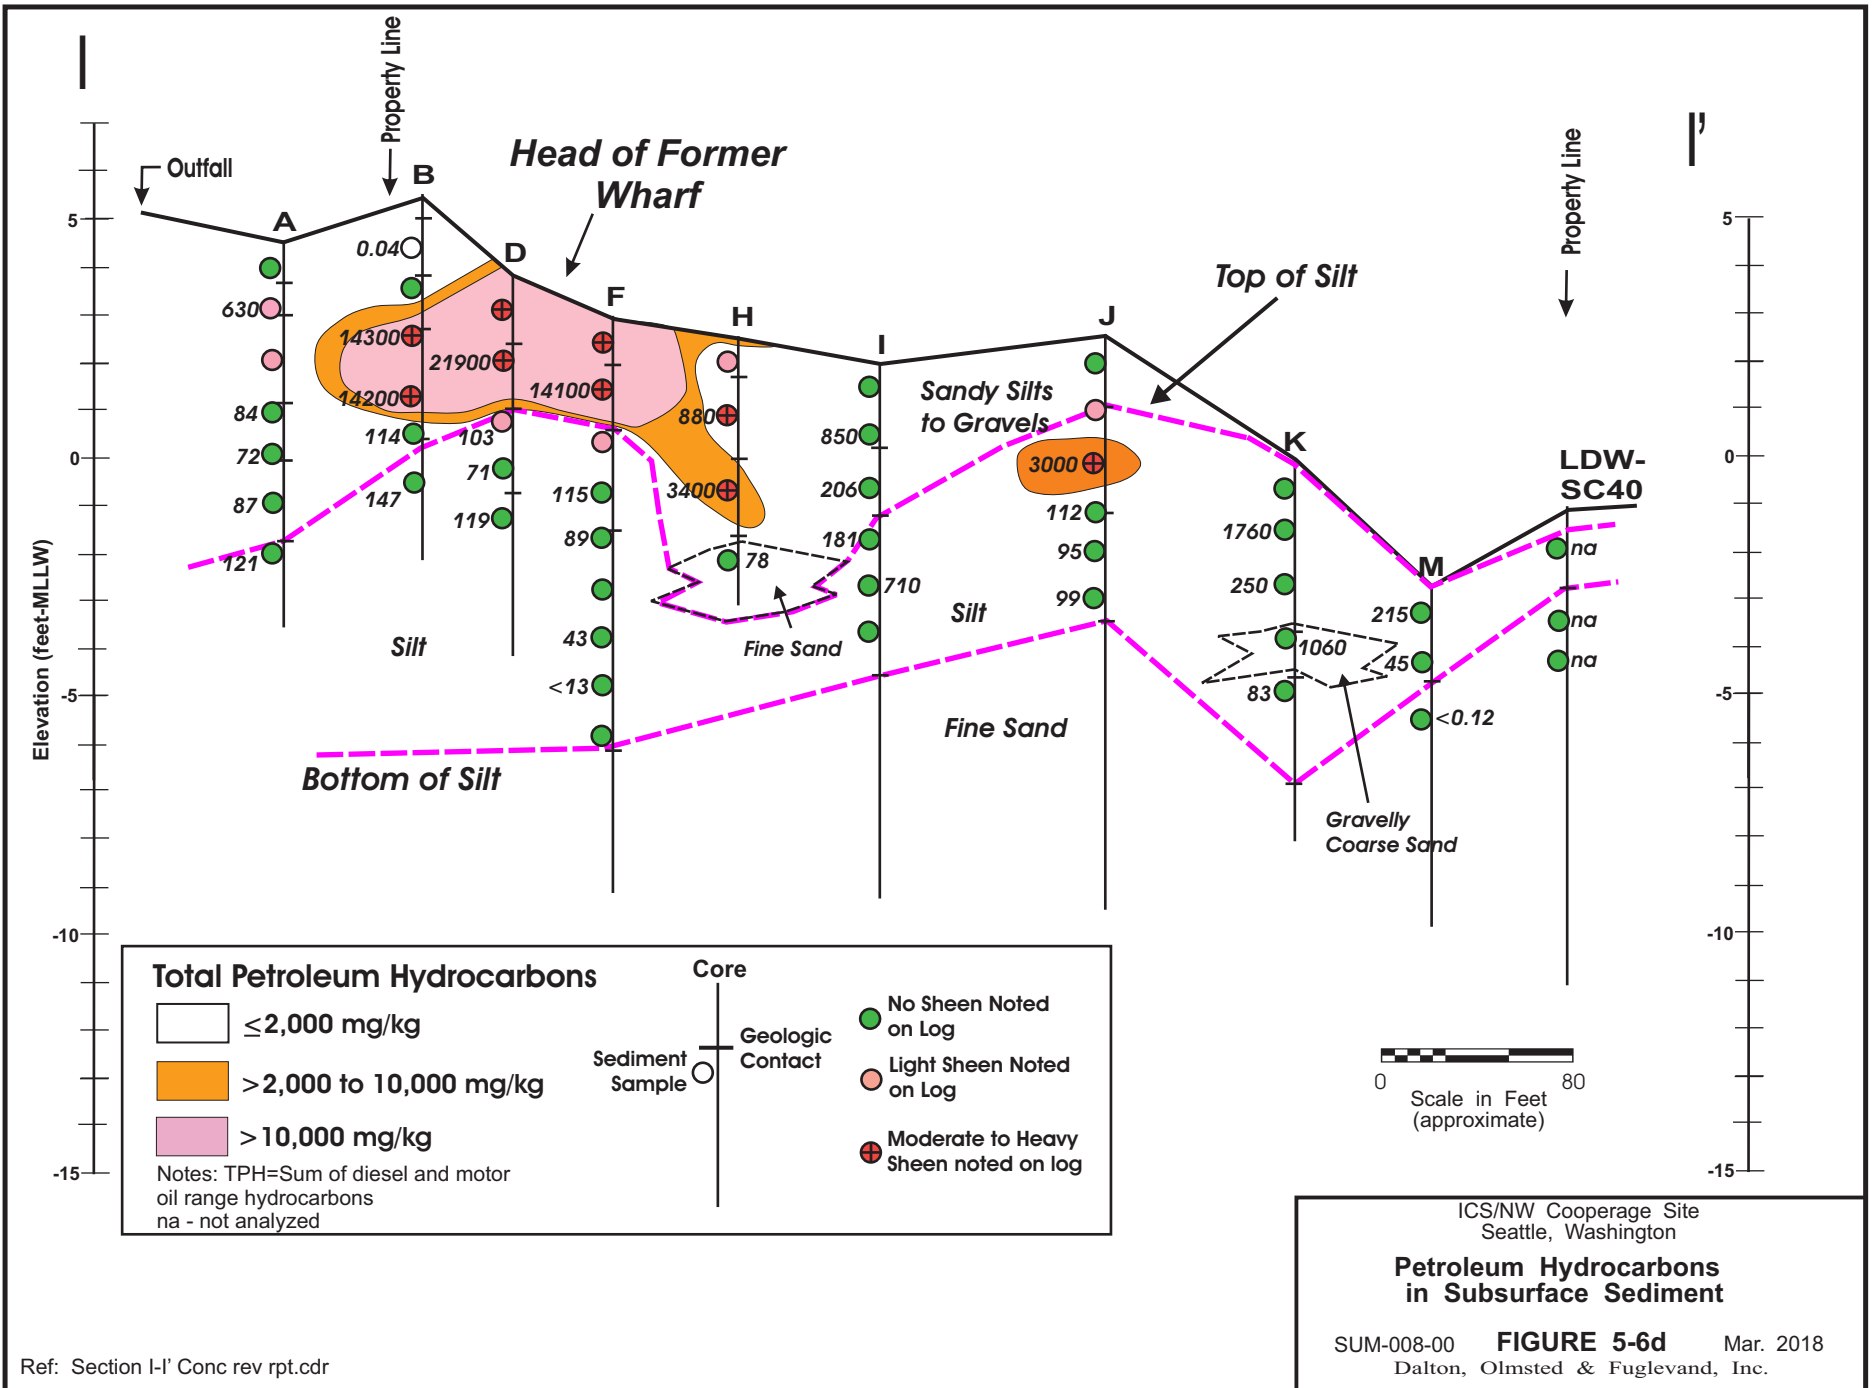 I
I'
Property Line
Outfall
B
A
Head of Former
Wharf
D
F
H
I
J
Top of Silt
Property Line
K
M
LDW-
SC40
Elevation (feet-MLLW)
5
0
-5
-10
-15
5
0
-5
-10
-15
630
84
72
87
121
0.04
14300
14200
114
147
21900
103
71
119
14100
115
89
43
<13
880
3400
78
850
206
181
710
3000
112
95
99
1760
250
1060
83
215
45
<0.12
na
na
na
Sandy Silts
to Gravels
Silt
Silt
Fine Sand
Fine Sand
Bottom of Silt
Gravelly
Coarse Sand
Total Petroleum Hydrocarbons
≤2,000 mg/kg
>2,000 to 10,000 mg/kg
>10,000 mg/kg
Notes: TPH=Sum of diesel and motor
oil range hydrocarbons
na - not analyzed
Core
Geologic
Contact
Sediment
Sample
No Sheen Noted
on Log
Light Sheen Noted
on Log
Moderate to Heavy
Sheen noted on log
0 80
Scale in Feet
(approximate)
ICS/NW Cooperage Site
Seattle, Washington
Petroleum Hydrocarbons
in Subsurface Sediment
SUM-008-00 FIGURE 5-6d Mar. 2018
Dalton, Olmsted & Fuglevand, Inc.
Ref: Section I-I' Conc rev rpt.cdr